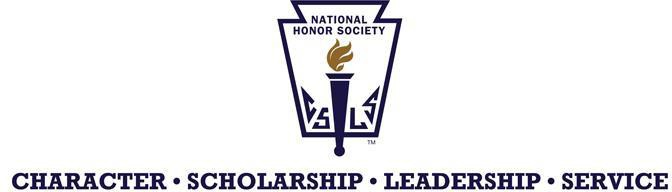 NATIONAL
HONOR SOCIETY
C S L S
TM
CHARACTER • SCHOLARSHIP • LEADERSHIP • SERVICE